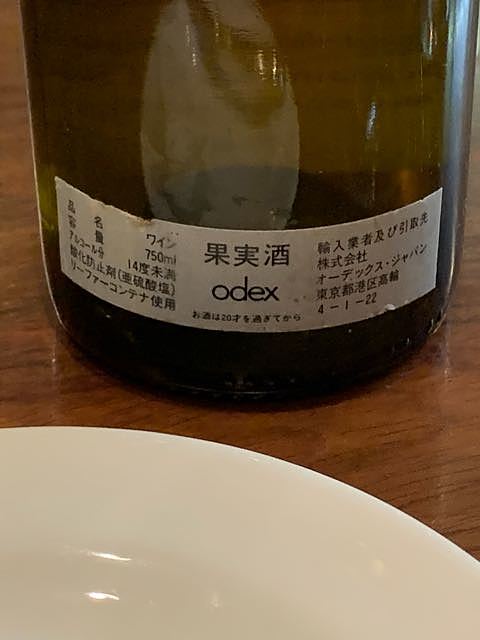 品名 ワイン
容量 750ml
アルコール分 14度未満
酸化防止剤(亜硫酸塩)
リーファーコンテナ使用
果実酒
odex
お酒は20才を過ぎてから
輸入業者及び引取先
株式会社
オーデックス・ジャパン
東京都港区高輪
4-1-22